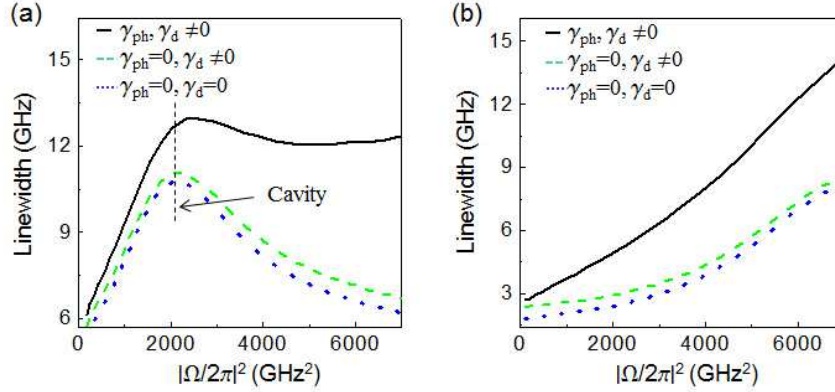 (a)
γph, γd ≠0
γph=0, γd ≠0
γph=0, γd=0
Cavity
Linewidth (GHz)
15
12
9
6
0 2000 4000 6000
|Ω/2π|² (GHz²)
(b)
γph, γd ≠0
γph=0, γd ≠0
γph=0, γd=0
Linewidth (GHz)
15
12
9
6
3
0 2000 4000 6000
|Ω/2π|² (GHz²)